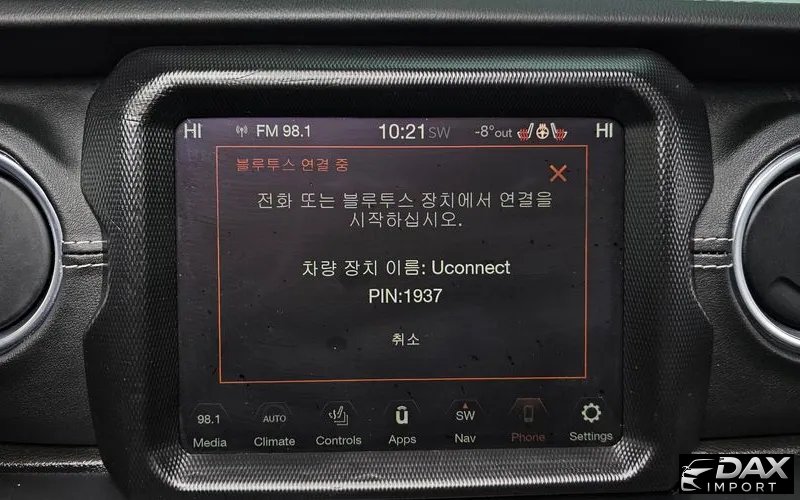 HI FM 98.1 10:21 SW -8°out HI
블루투스 연결 중
전화 또는 블루투스 장치에서 연결을
시작하십시오.
차량 장치 이름: Uconnect
PIN:1937
취소
98.1 AUTO SW
Media Climate Controls Apps Nav Phone Settings
DAX
IMPORT